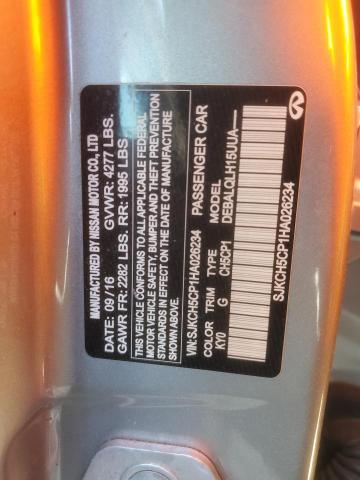 MANUFACTURED BY NISSAN MOTOR CO., LTD
DATE: 09/16 GVWR: 4277 LBS.
GAWR FR: 2282 LBS. RR: 1995 LBS
THIS VEHICLE CONFORMS TO ALL APPLICABLE FEDERAL
MOTOR VEHICLE SAFETY, BUMPER AND THEFT PREVENTION
STANDARDS IN EFFECT ON THE DATE OF MANUFACTURE
SHOWN ABOVE.
VIN: SJKCH5CP1HA026234 PASSENGER CAR
COLOR TRIM TYPE MODEL
KY0 G CH5CP1 DEBALQLH15UUA——
SJKCH5CP1HA026234